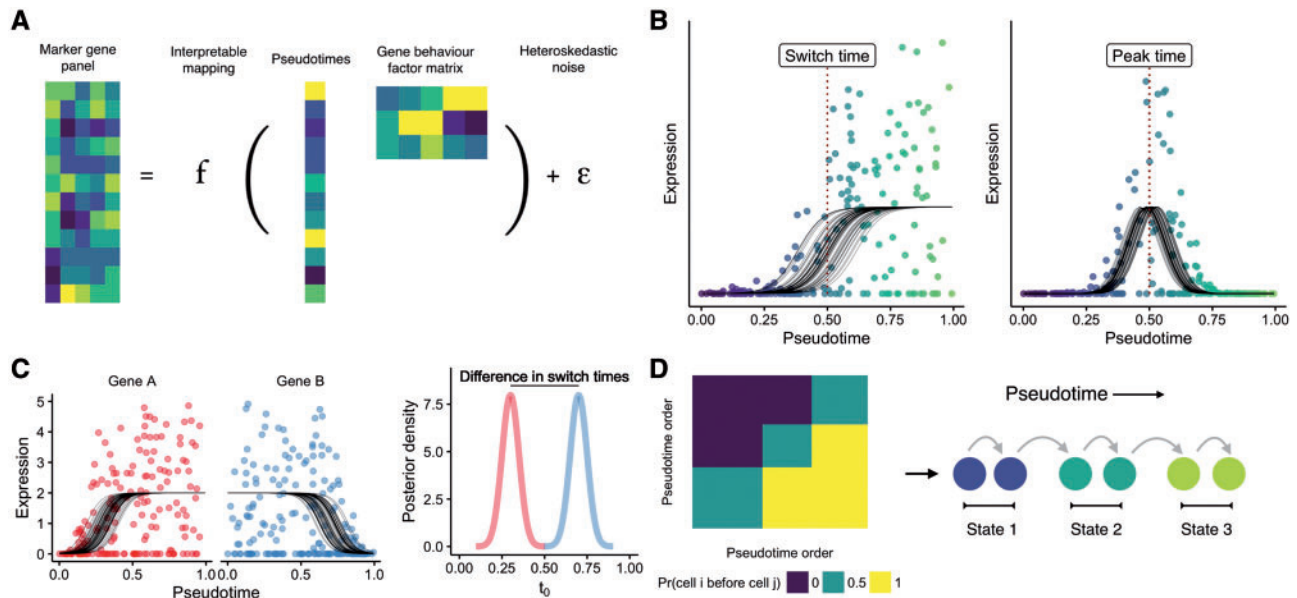 A
Marker gene
panel
Interpretable
mapping
Pseudotimes
Gene behaviour
factor matrix
Heteroskedastic
noise
= f ( ) + ε
B
Switch time
Expression
0.00 0.25 0.50 0.75 1.00
Pseudotime
Peak time
Expression
0.00 0.25 0.50 0.75 1.00
Pseudotime
C
Gene A
Gene B
Expression
5
4
3
2
1
0
0.0 0.5 1.0 0.0 0.5 1.0
Pseudotime
Difference in switch times
Posterior density
7.5
5.0
2.5
0.0
0.00 0.25 0.50 0.75 1.00
t0
D
Pseudotime order
Pseudotime order
Pr(cell i before cell j) 0 0.5 1
Pseudotime
State 1
State 2
State 3